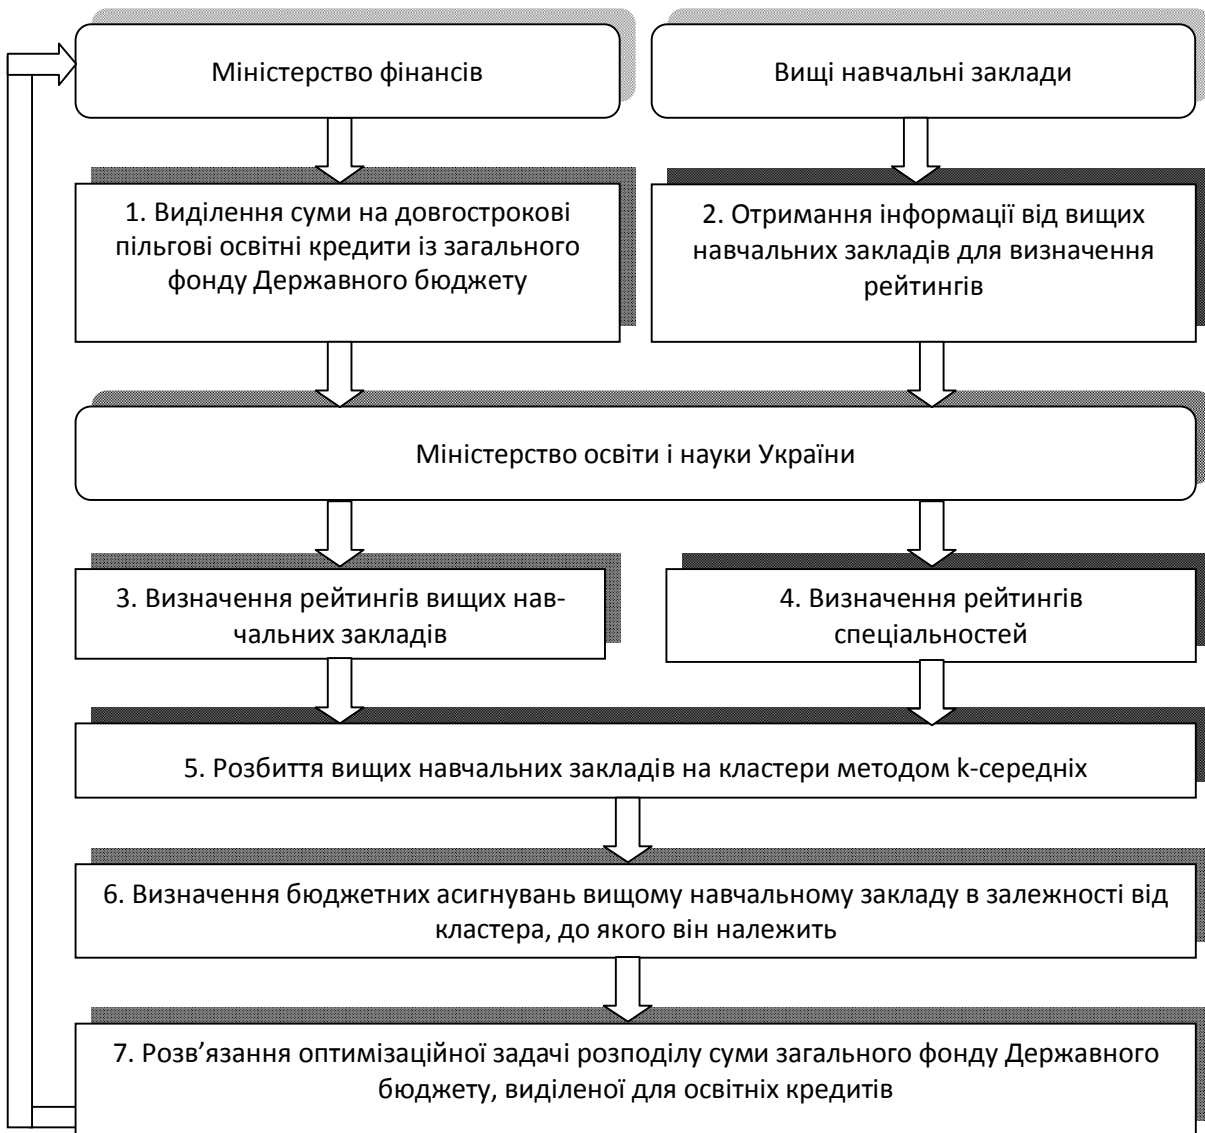 Міністерство фінансів
Вищі навчальні заклади
1. Виділення суми на довгострокові
пільгові освітні кредити із загального
фонду Державного бюджету
2. Отримання інформації від вищих
навчальних закладів для визначення
рейтингів
Міністерство освіти і науки України
3. Визначення рейтингів вищих нав-
чальних закладів
4. Визначення рейтингів
спеціальностей
5. Розбиття вищих навчальних закладів на кластери методом k-середніх
6. Визначення бюджетних асигнувань вищому навчальному закладу в залежності від
кластера, до якого він належить
7. Розв’язання оптимізаційної задачі розподілу суми загального фонду Державного
бюджету, виділеної для освітніх кредитів